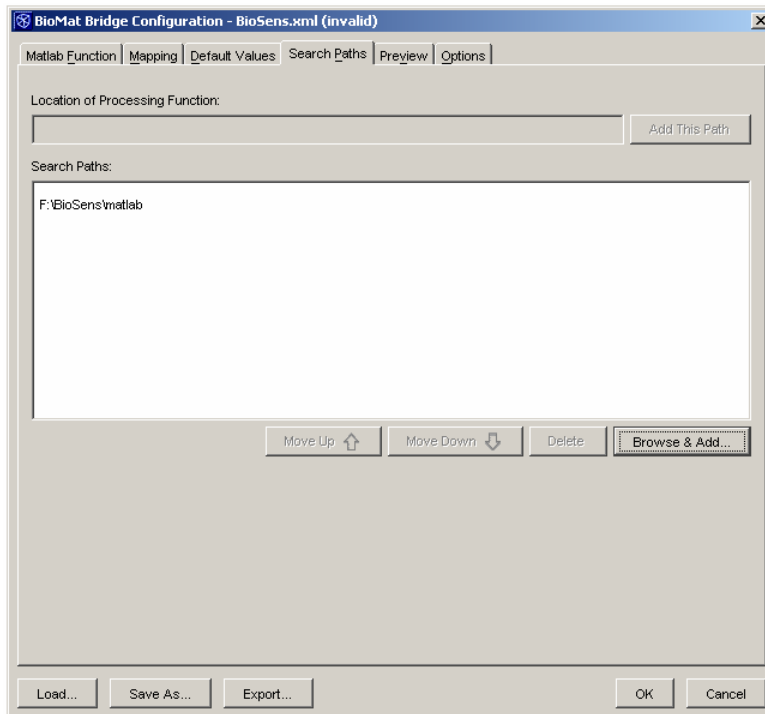 BioMat Bridge Configuration - BioSens.xml (invalid)
Matlab Function Mapping Default Values Search Paths Preview Options
Location of Processing Function:
Add This Path
Search Paths:
F:\BioSens\matlab
Move Up Move Down Delete Browse & Add...
Load... Save As... Export... OK Cancel